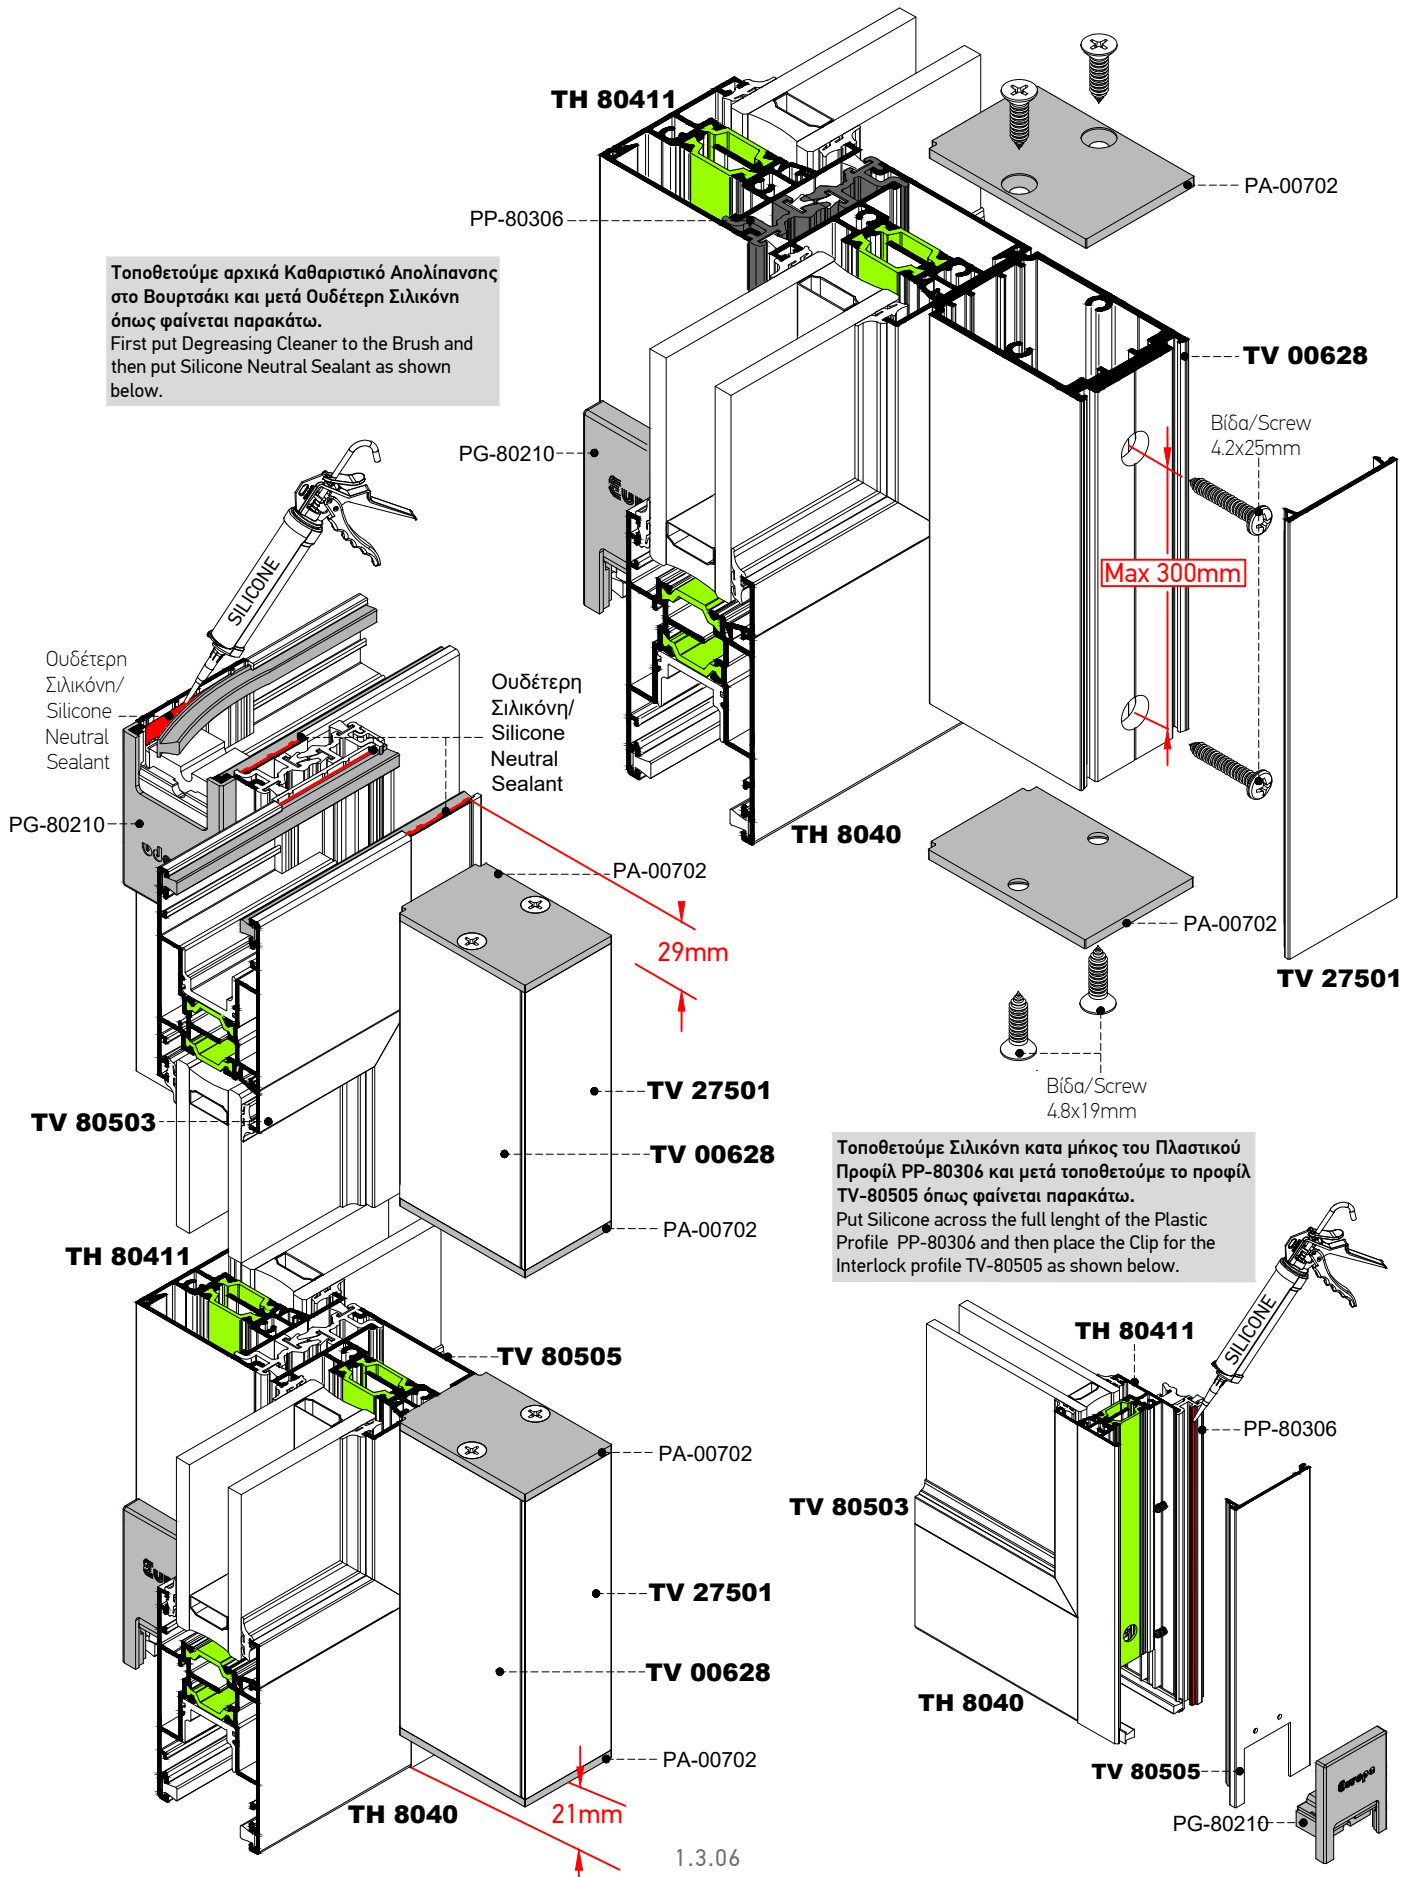 TH 80411
PA-00702
PP-80306
Τοποθετούμε αρχικά Καθαριστικό Απολίπανσης
στο Βουρτσάκι και μετά Ουδέτερη Σιλικόνη
όπως φαίνεται παρακάτω.
First put Degreasing Cleaner to the Brush and
then put Silicone Neutral Sealant as shown
below.
TV 00628
Βίδα/Screw
4.2x25mm
PG-80210
Max 300mm
SILICONE
Ουδέτερη
Σιλικόνη/
Silicone
Neutral
Sealant
Ουδέτερη
Σιλικόνη/
Silicone
Neutral
Sealant
PG-80210
TH 8040
PA-00702
PA-00702
29mm
TV 27501
Βίδα/Screw
4.8x19mm
TV 27501
TV 80503
TV 00628
PA-00702
Τοποθετούμε Σιλικόνη κατα μήκος του Πλαστικού
Προφίλ PP-80306 και μετά τοποθετούμε το προφίλ
TV-80505 όπως φαίνεται παρακάτω.
Put Silicone across the full lenght of the Plastic
Profile PP-80306 and then place the Clip for the
Interlock profile TV-80505 as shown below.
TH 80411
TV 80505
PA-00702
TH 80411
SILICONE
PP-80306
TV 80503
TV 27501
TV 00628
TH 8040
PA-00702
TV 80505
Europa
PG-80210
TH 8040
21mm
1.3.06